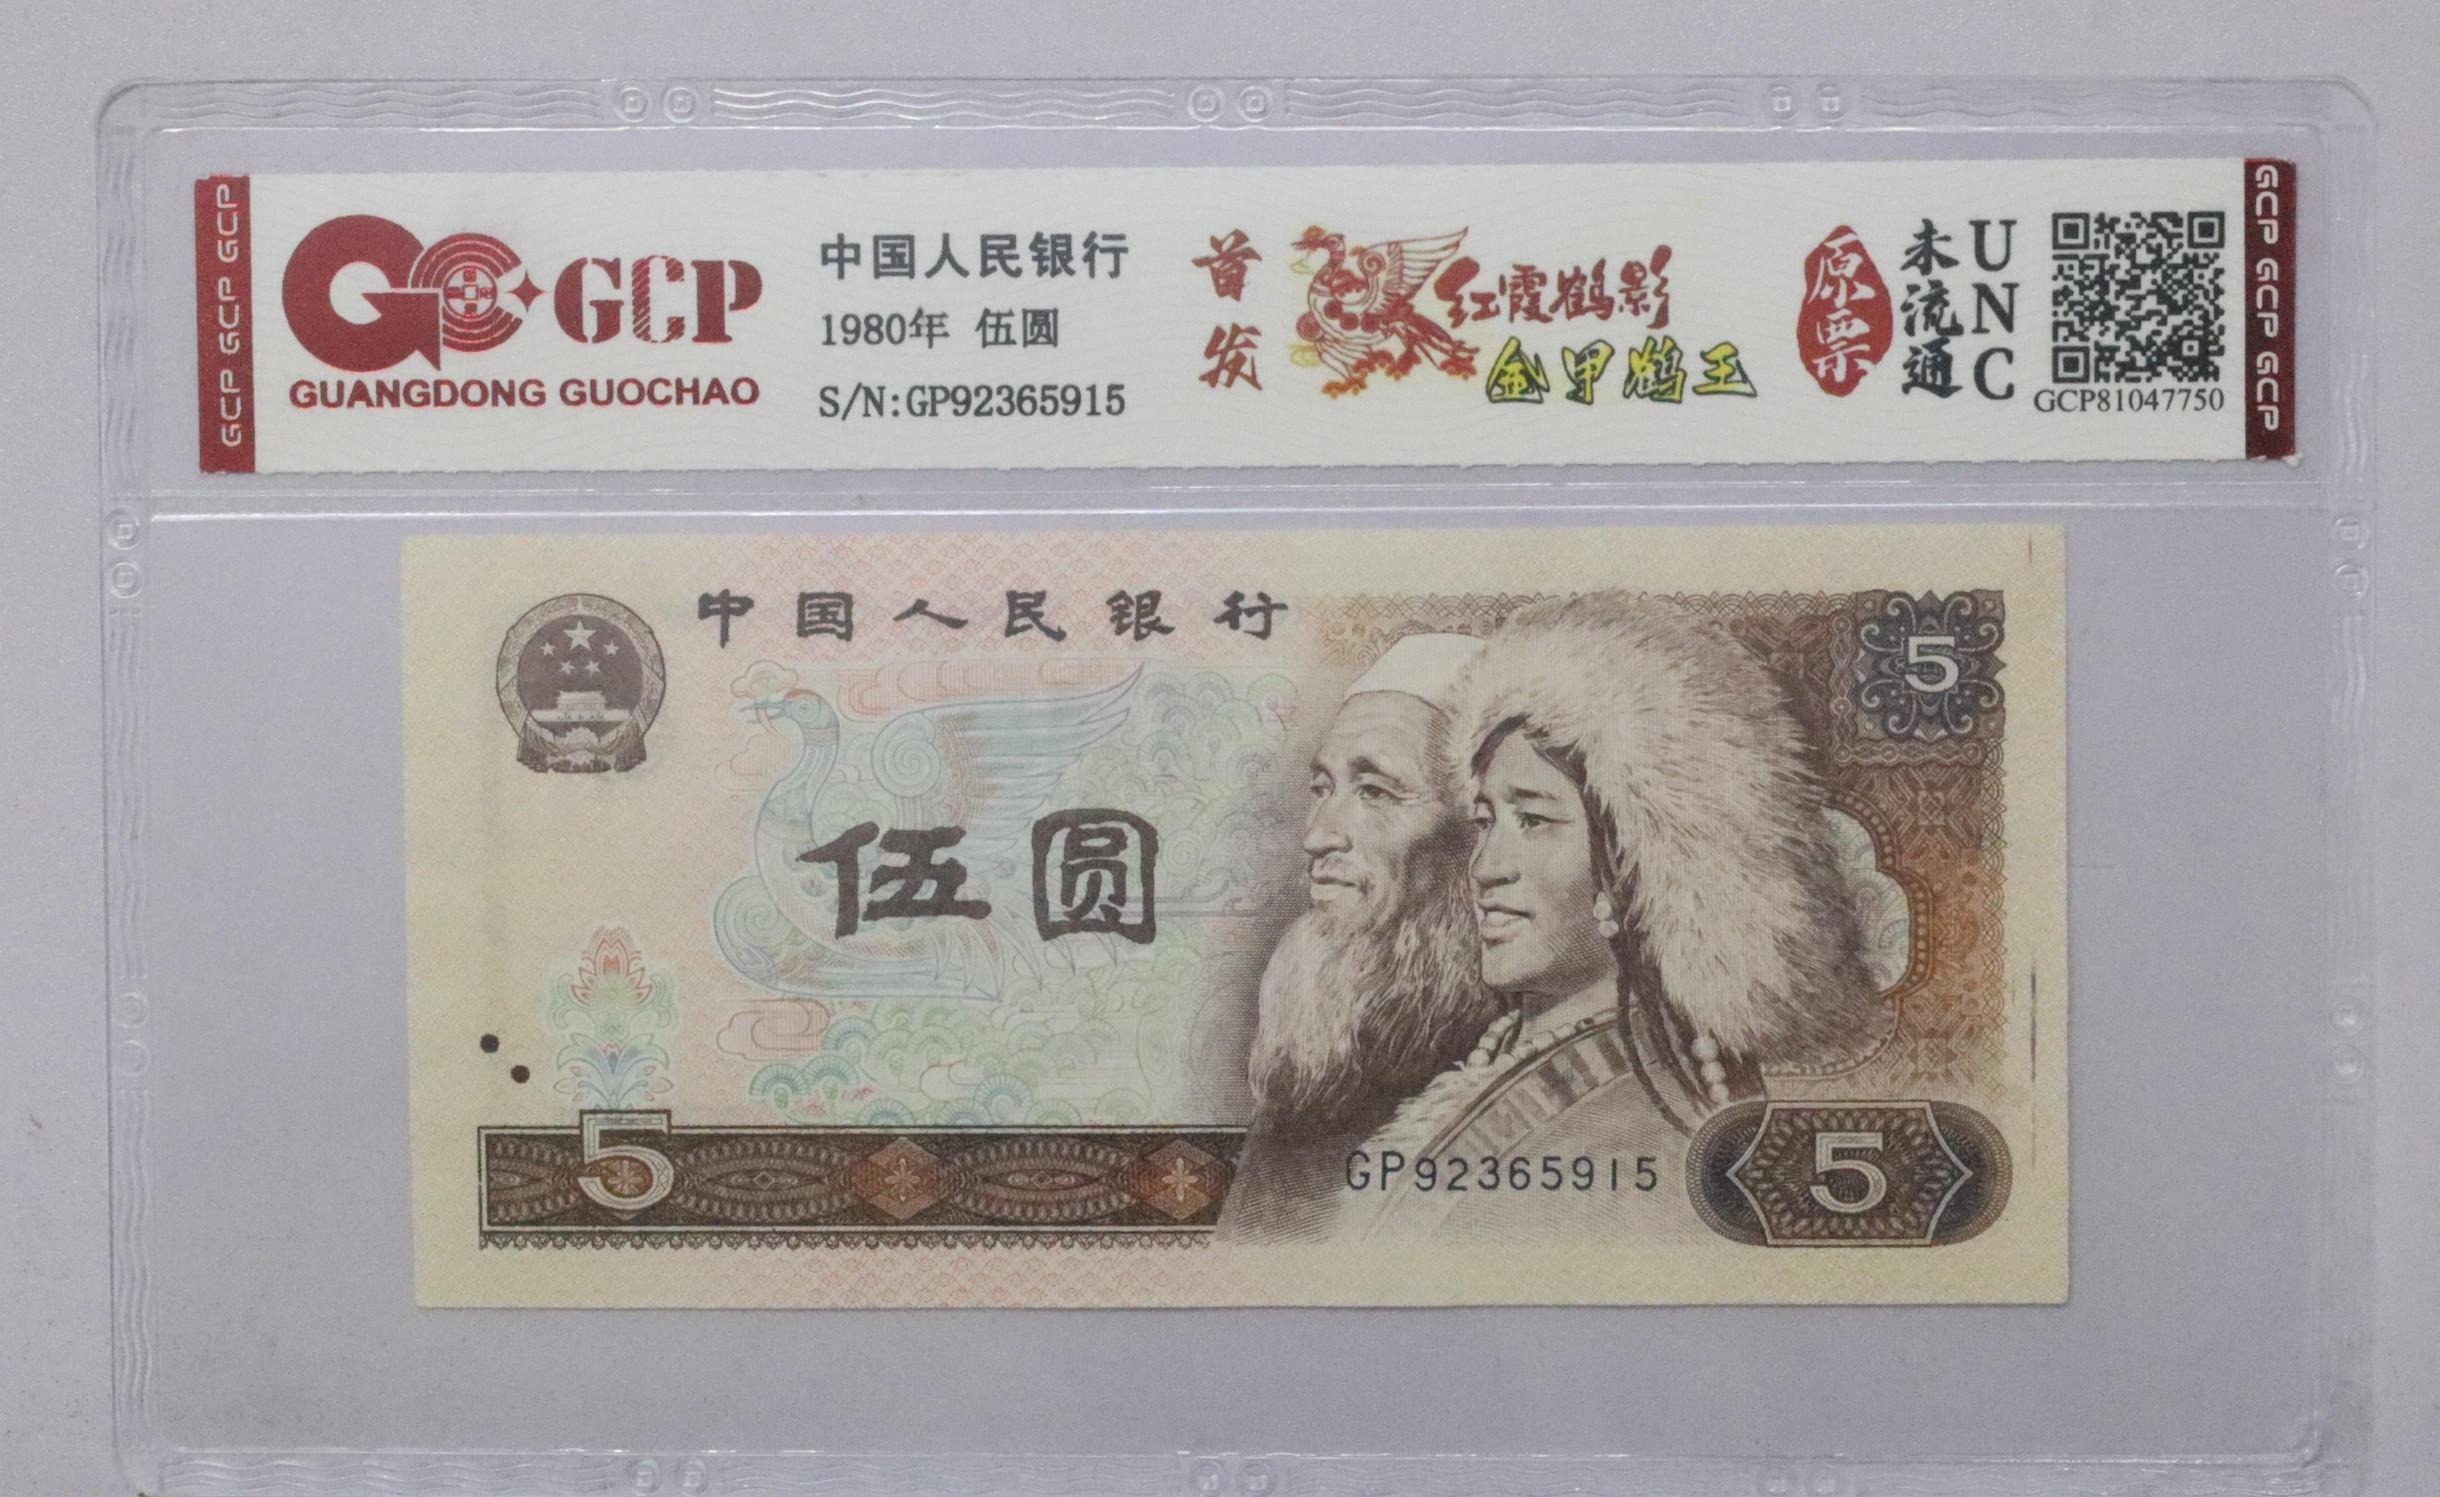 GCP GCP GCP
GCP
GUANGDONG GUOCHAO
中国人民银行
1980年 伍圆
S/N:GP92365915
首发
红霞鹤影
金甲鹤王
原票
未流通
UNC
GCP81047750
GCP GCP GCP
中国人民银行
5
伍圆
5
GP92365915
5